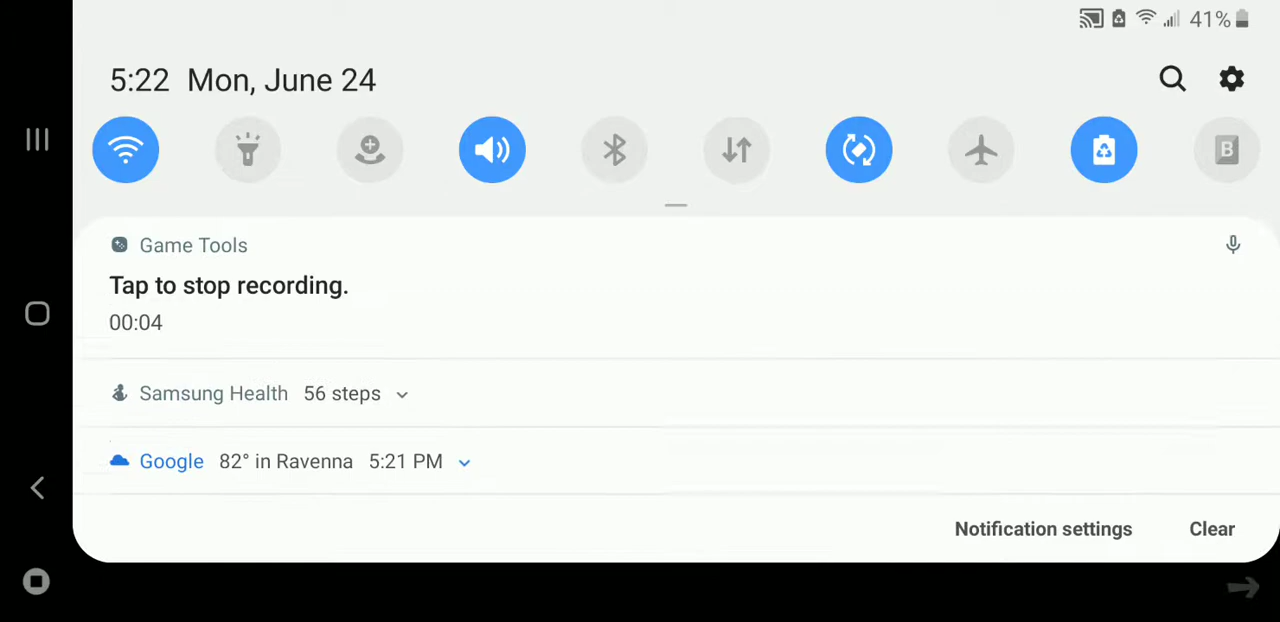 41%
5:22 Mon, June 24
B
Game Tools
Tap to stop recording.
00:04
Samsung Health 56 steps
Google 82° in Ravenna 5:21 PM
Notification settings Clear